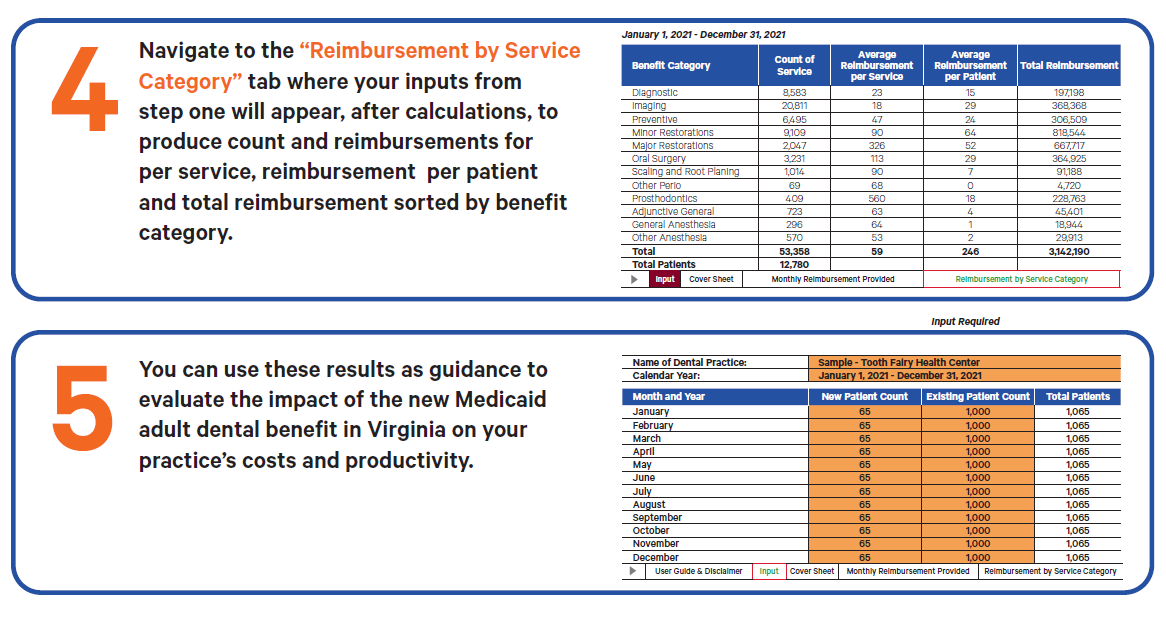 4
Navigate to the “Reimbursement by Service
Category” tab where your inputs from
step one will appear, after calculations, to
produce count and reimbursements for
per service, reimbursement per patient
and total reimbursement sorted by benefit
category.
January 1, 2021 - December 31, 2021
Benefit Category Count of Service Average Reimbursement per Service Average Reimbursement per Patient Total Reimbursement
Diagnostic 8,583 23 15 197,198
Imaging 20,811 18 29 368,368
Preventive 6,495 47 24 306,509
Minor Restorations 9,109 90 64 818,544
Major Restorations 2,047 326 52 667,717
Oral Surgery 3,231 113 29 364,925
Scaling and Root Planing 1,014 90 7 91,188
Other Perio 69 68 0 4,720
Prosthodontics 409 560 18 228,763
Adjunctive General 723 63 4 45,401
General Anesthesia 296 64 1 18,944
Other Anesthesia 570 53 2 29,913
Total 53,358 59 246 3,142,190
Total Patients 12,780
Input Cover Sheet Monthly Reimbursement Provided Reimbursement by Service Category
5
You can use these results as guidance to
evaluate the impact of the new Medicaid
adult dental benefit in Virginia on your
practice’s costs and productivity.
Input Required
Name of Dental Practice: Sample - Tooth Fairy Health Center
Calendar Year: January 1, 2021 - December 31, 2021
Month and Year New Patient Count Existing Patient Count Total Patients
January 65 1,000 1,065
February 65 1,000 1,065
March 65 1,000 1,065
April 65 1,000 1,065
May 65 1,000 1,065
June 65 1,000 1,065
July 65 1,000 1,065
August 65 1,000 1,065
September 65 1,000 1,065
October 65 1,000 1,065
November 65 1,000 1,065
December 65 1,000 1,065
User Guide & Disclaimer Input Cover Sheet Monthly Reimbursement Provided Reimbursement by Service Category